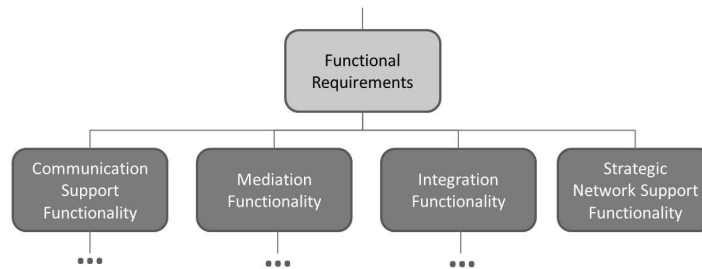 Functional
Requirements
Communication
Support
Functionality
Mediation
Functionality
Integration
Functionality
Strategic
Network Support
Functionality
...
...
...